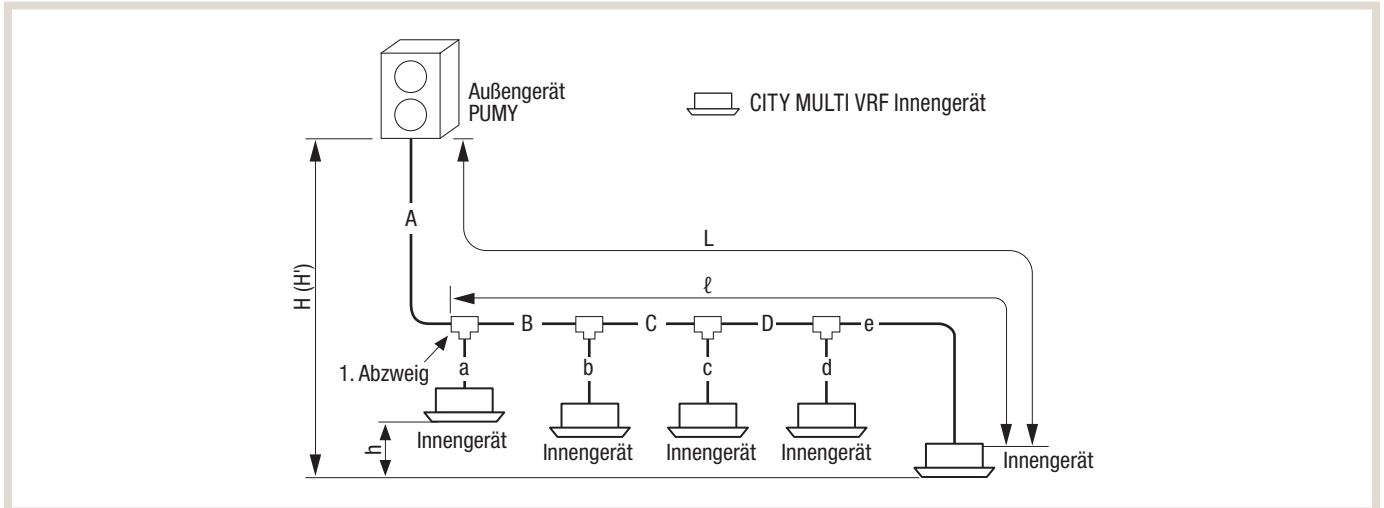 Außengerät
PUMY
CITY MULTI VRF Innengerät
A
L
H (H')
ℓ
B
C
D
e
1. Abzweig
a
b
c
d
h
Innengerät
Innengerät
Innengerät
Innengerät
Innengerät